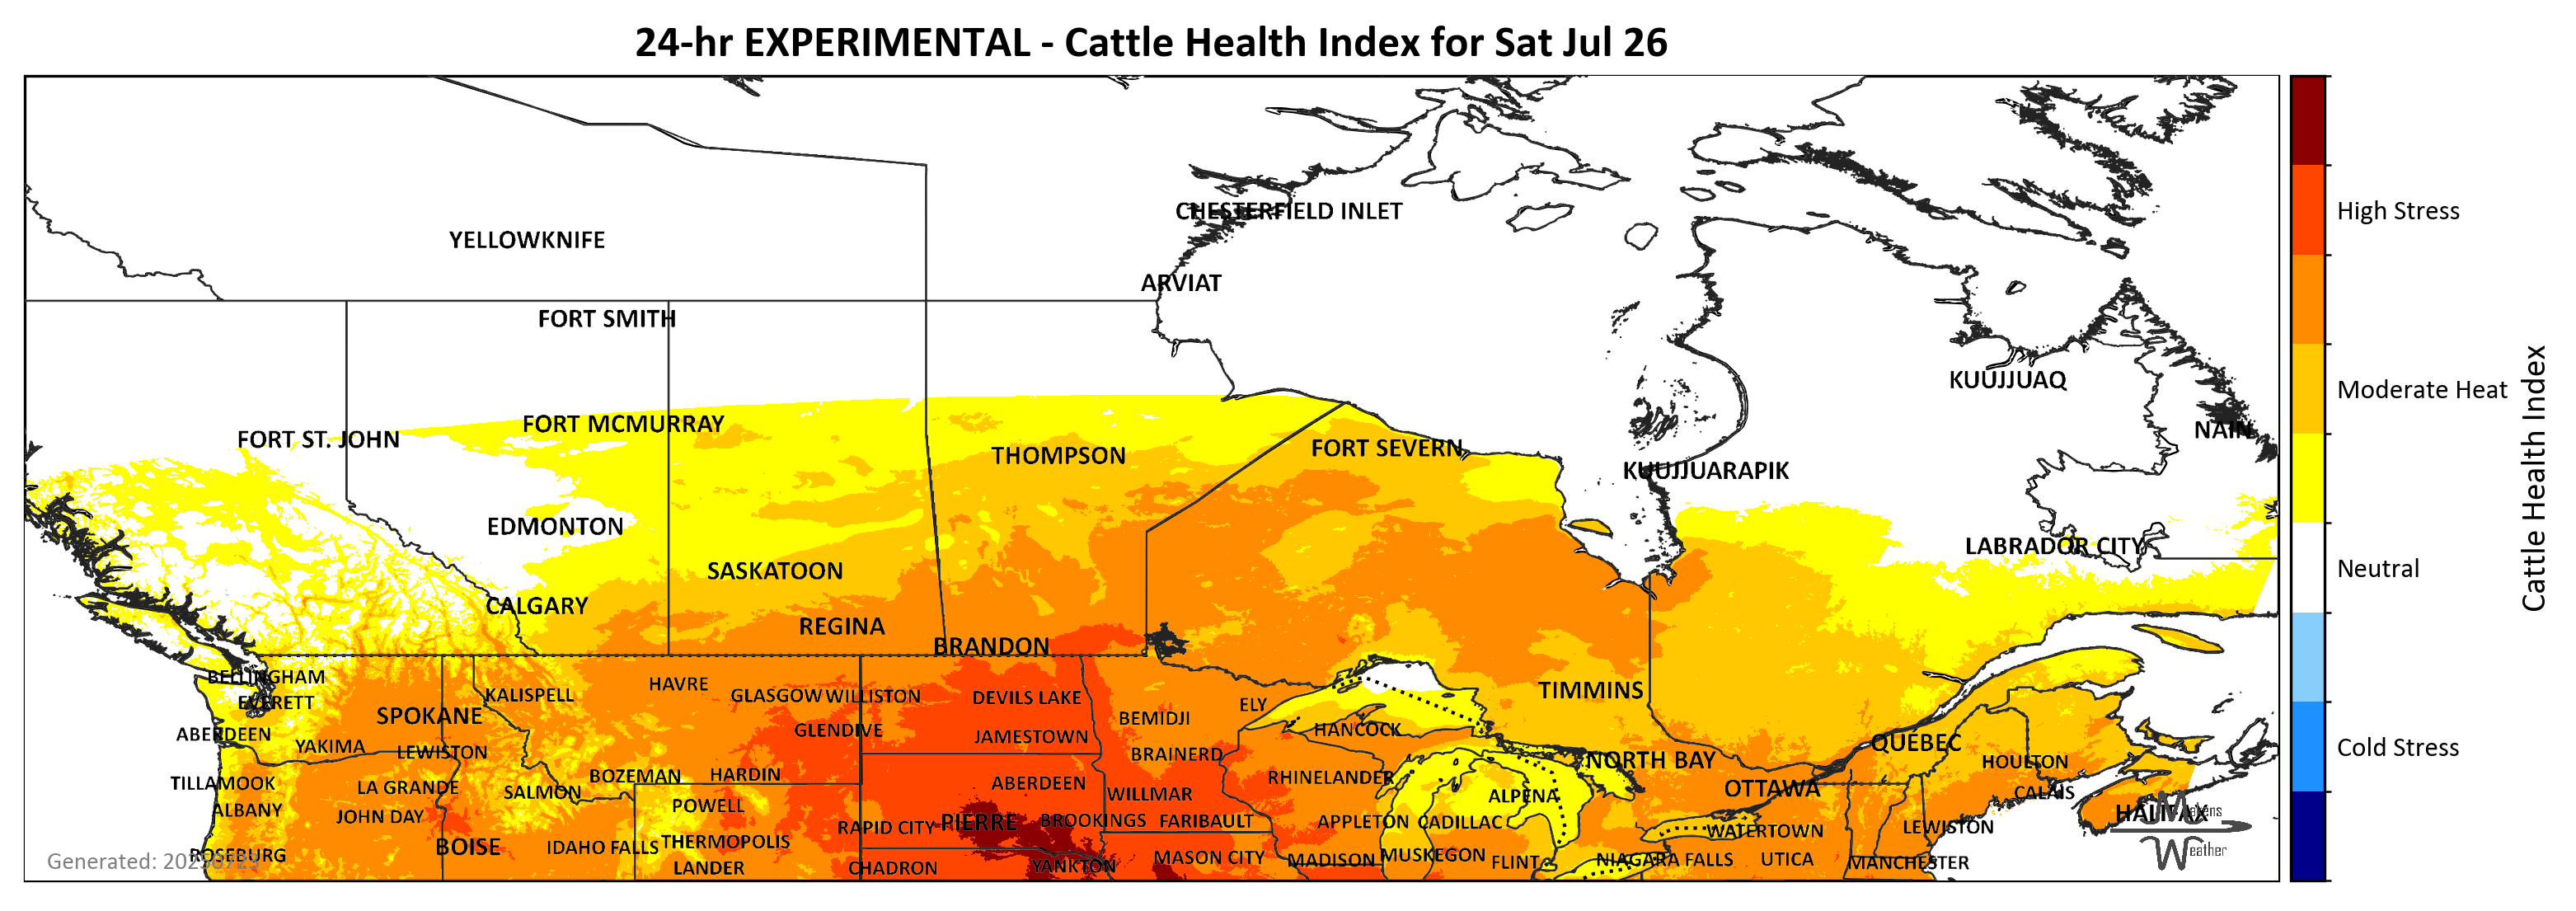 24-hr EXPERIMENTAL - Cattle Health Index for Sat Jul 26
CHESTERFIELD INLET
YELLOWKNIFE
High Stress
ARVIAT
FORT SMITH
KUUJJUAQ
Moderate Heat
FORT MCMURRAY
FORT ST. JOHN
THOMPSON
FORT SEVERN
NAIN
KUUJJUARAPIK
Cattle Health Index
EDMONTON
LABRADOR CITY
SASKATOON
Neutral
CALGARY
REGINA
BRANDON
BELLINGHAM
KALISPELL
HAVRE
GLASGOW
WILLISTON
DEVILS LAKE
TIMMINS
EVERETT
SPOKANE
ELY
BEMIDJI
ABERDEEN
GLENDIVE
JAMESTOWN
HANCOCK
YAKIMA
LEWISTON
BRAINERD
NORTH BAY
QUEBEC
Cold Stress
HOULTON
TILLAMOOK
LA GRANDE
BOZEMAN
HARDIN
ABERDEEN
RHINELANDER
OTTAWA
SALMON
WILLMAR
ALPENA
CALAIS
ALBANY
JOHN DAY
POWELL
RAPID CITY
PIERRE
BROOKINGS
FARIBAULT
APPLETON
CADILLAC
WATERTOWN
LEWISTON
HALIFAX
Makens
Weather
ROSEBURG
BOISE
IDAHO FALLS
THERMOPOLIS
LANDER
CHADRON
YANKTON
MASON CITY
MADISON
MUSKEGON
FLINT
NIAGARA FALLS
UTICA
MANCHESTER
Generated: 20250723